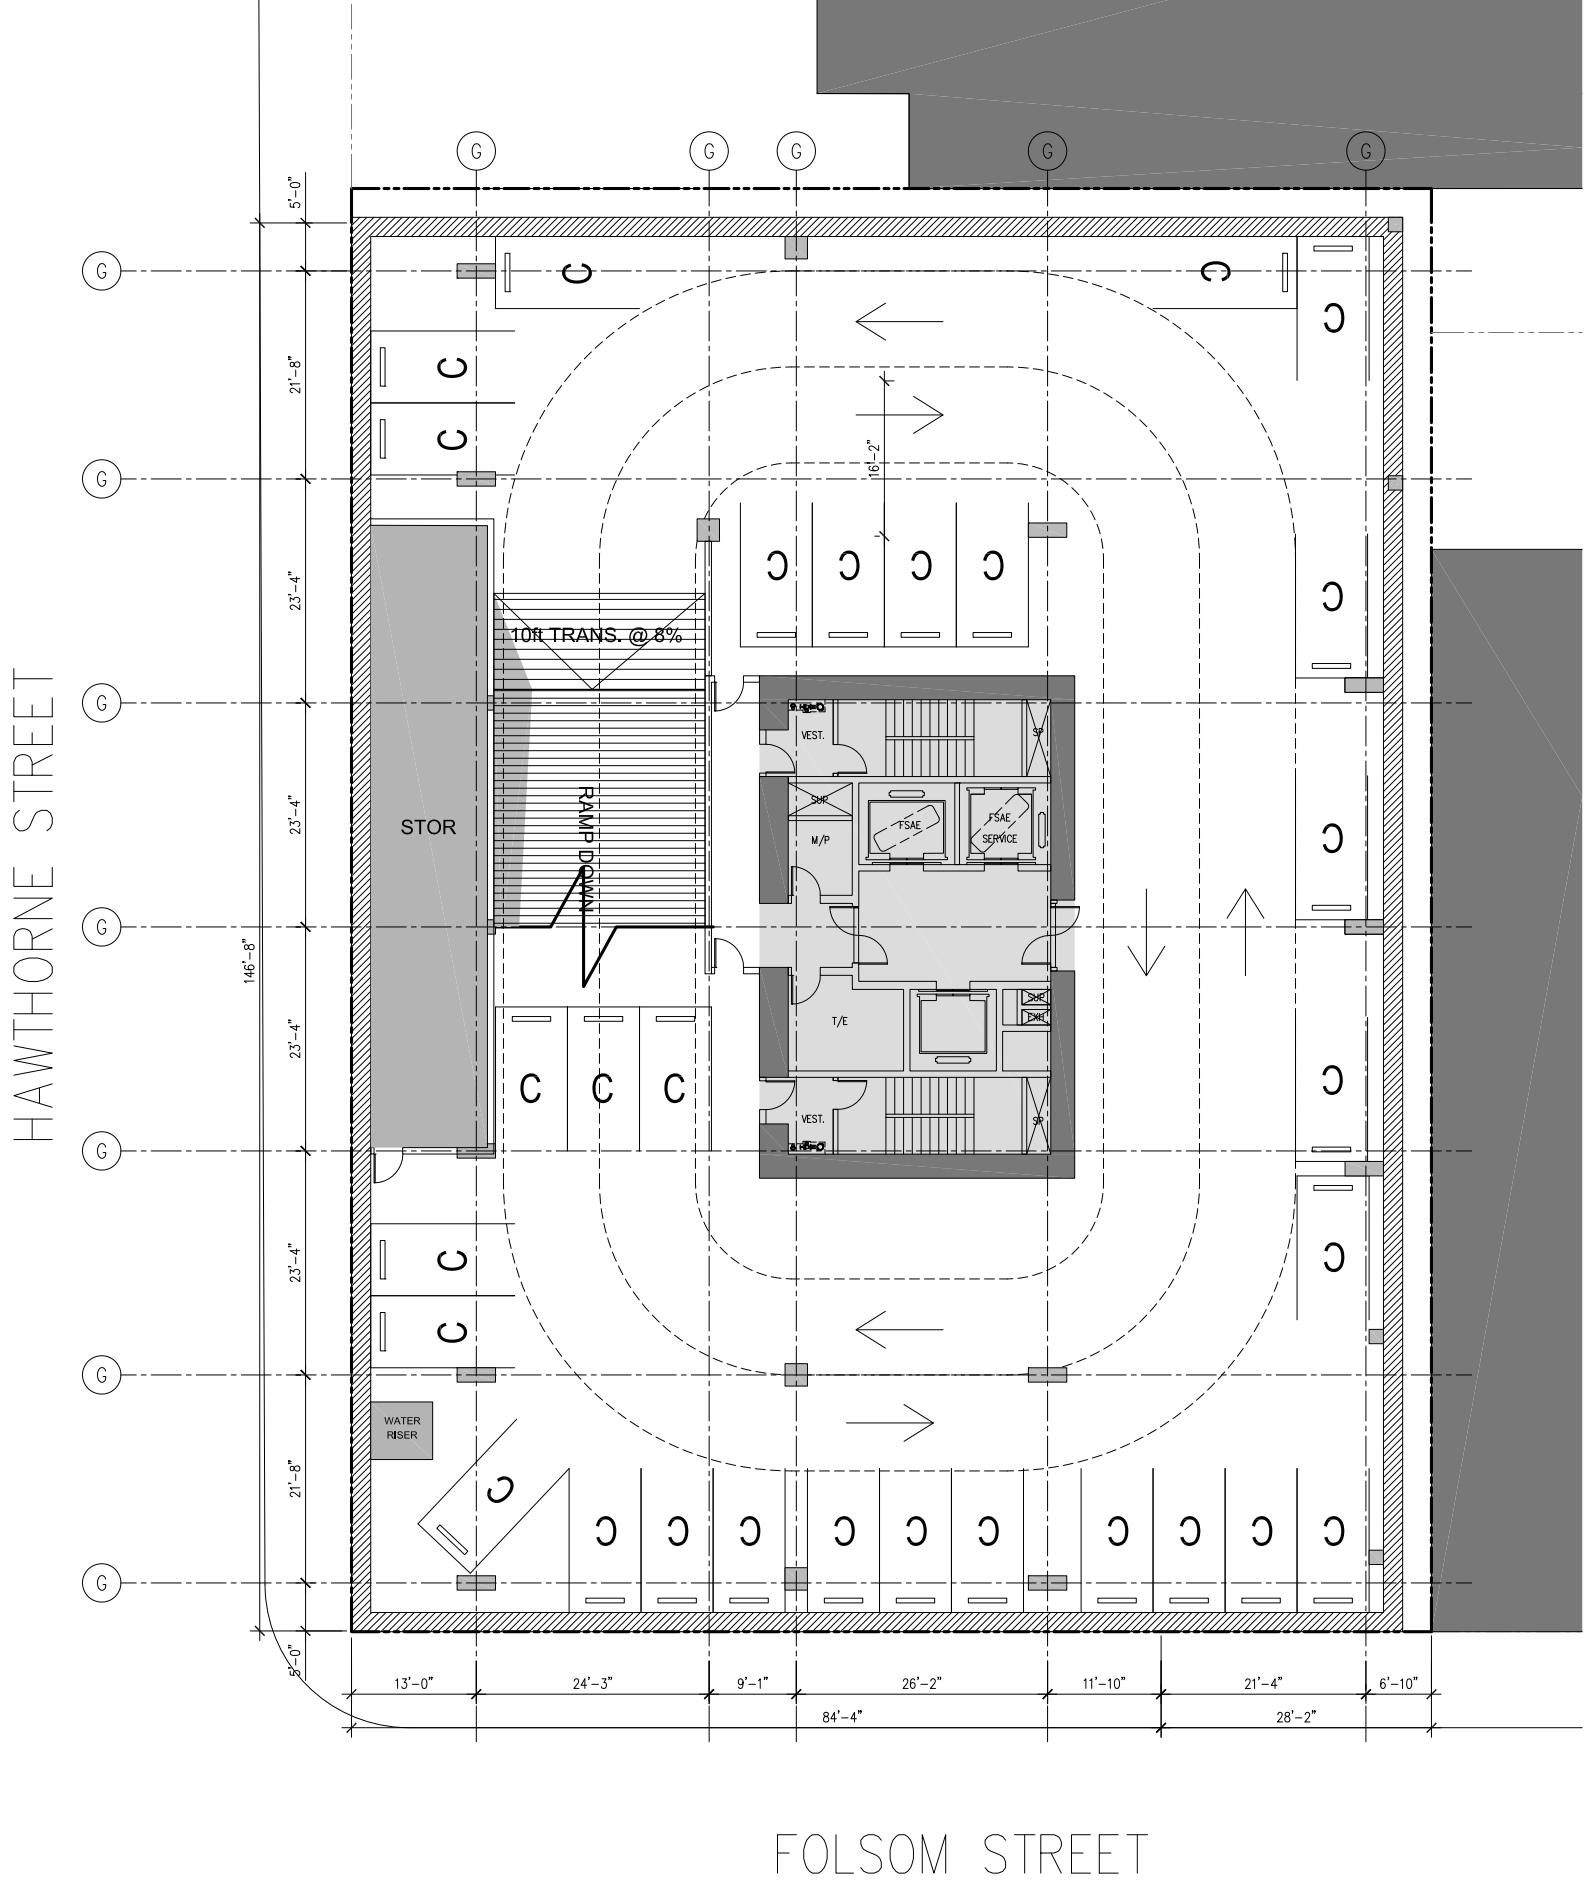 G G G G G
5'-0"
G
C C
C
21'-8"
C
C
16'-2"
G
C C C C
C
23'-4"
10ft TRANS. @ 8%
G
VEST.
SP
HAWTHORNE STREET
23'-4"
STOR
RAMP DOWN
SUP
FSAE
FSAE
SERVICE
M/P
C
G
146'-8"
23'-4"
T/E
SUP
EXH
C C C
C
VEST.
SP
G
23'-4"
C
C
C
G
WATER
RISER
21'-8"
C
C C C C C C C C C C
G
5'-0"
13'-0" 24'-3" 9'-1" 26'-2" 11'-10" 21'-4" 6'-10"
84'-4" 28'-2"
FOLSOM STREET